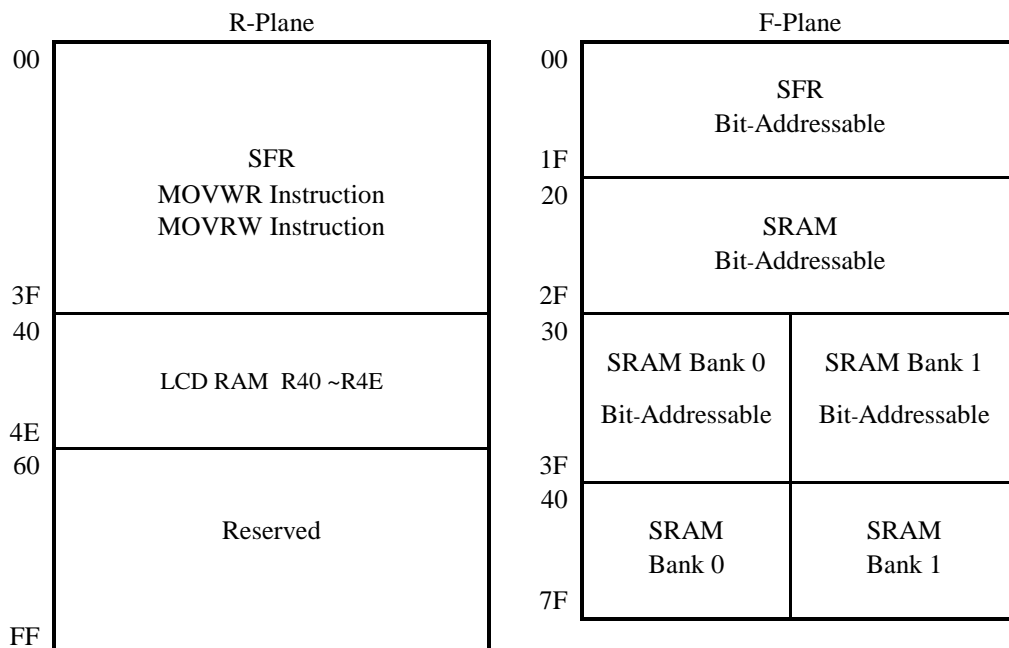 R-Plane
00
SFR
MOVWR Instruction
MOVRW Instruction
3F
40
LCD RAM R40 ~R4E
4E
60
Reserved
FF
F-Plane
00
SFR
Bit-Addressable
1F
20
SRAM
Bit-Addressable
2F
30
SRAM Bank 0
Bit-Addressable
SRAM Bank 1
Bit-Addressable
3F
40
SRAM
Bank 0
SRAM
Bank 1
7F